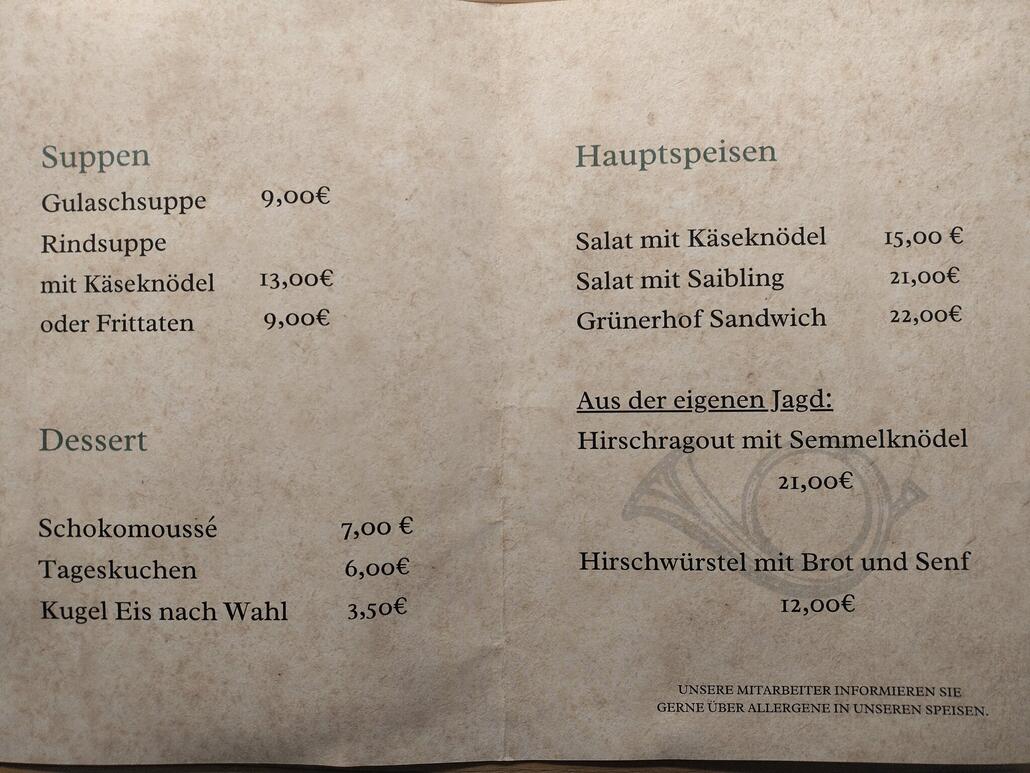 Suppen
Gulaschsuppe 9,00€
Rindsuppe
mit Käseknödel 13,00€
oder Frittaten 9,00€
Dessert
Schokomoussé 7,00 €
Tageskuchen 6,00€
Kugel Eis nach Wahl 3,50€
Hauptspeisen
Salat mit Käseknödel 15,00 €
Salat mit Saibling 21,00€
Grünerhof Sandwich 22,00€
Aus der eigenen Jagd:
Hirschragout mit Semmelknödel
21,00€
Hirschwürstel mit Brot und Senf
12,00€
UNSERE MITARBEITER INFORMIEREN SIE
GERNE ÜBER ALLERGENE IN UNSEREN SPEISEN.